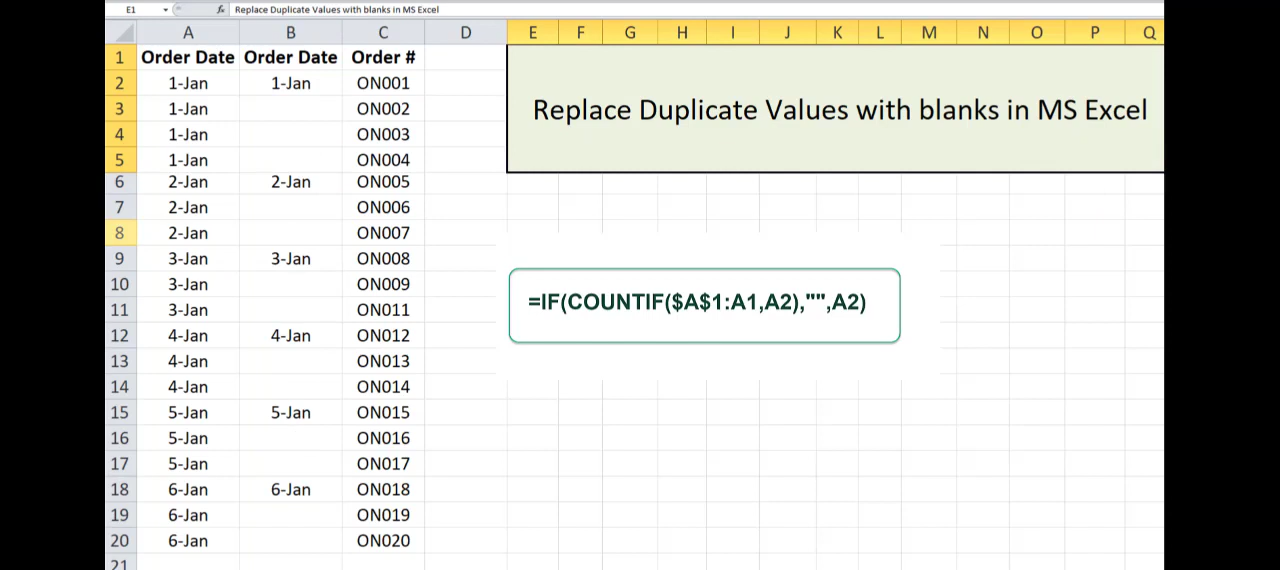 E1 fx Replace Duplicate Values with blanks in MS Excel
A B C D E F G H I J K L M N O P Q
1 Order Date Order Date Order #
2 1-Jan 1-Jan ON001
3 1-Jan ON002
4 1-Jan ON003
5 1-Jan ON004
Replace Duplicate Values with blanks in MS Excel
6 2-Jan 2-Jan ON005
7 2-Jan ON006
8 2-Jan ON007
9 3-Jan 3-Jan ON008
10 3-Jan ON009
11 3-Jan ON011
=IF(COUNTIF($A$1:A1,A2),"",A2)
12 4-Jan 4-Jan ON012
13 4-Jan ON013
14 4-Jan ON014
15 5-Jan 5-Jan ON015
16 5-Jan ON016
17 5-Jan ON017
18 6-Jan 6-Jan ON018
19 6-Jan ON019
20 6-Jan ON020
21